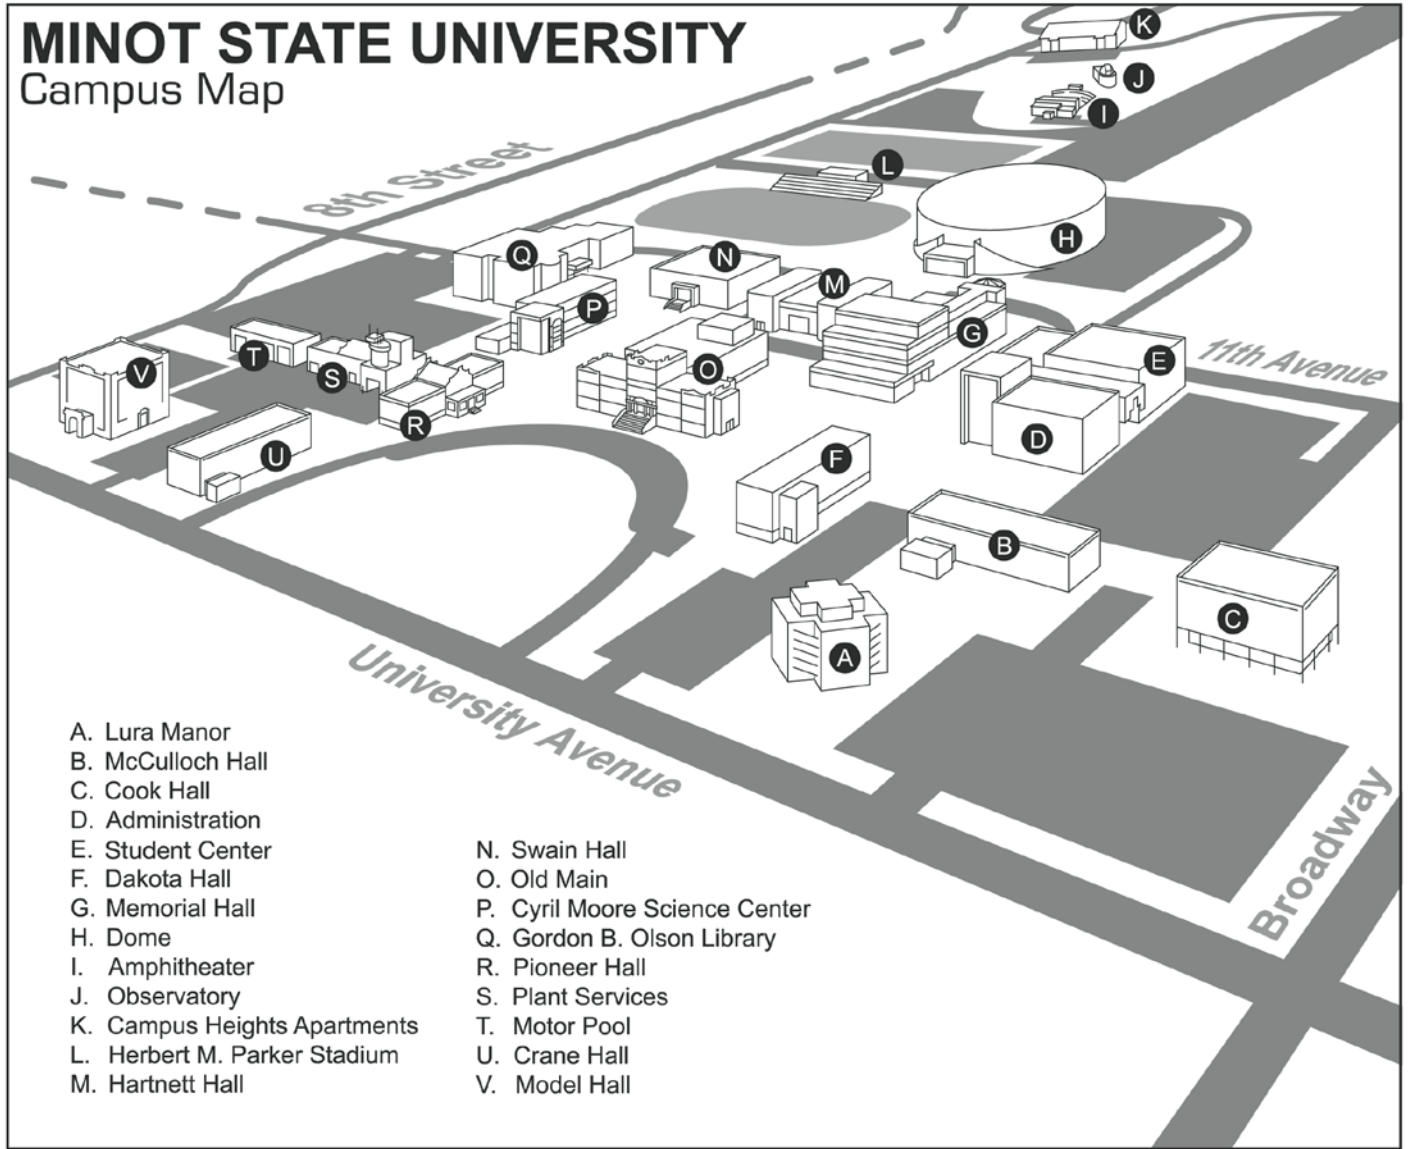 MINOT STATE UNIVERSITY
Campus Map
K
J
I
8th Street
L
H
Q
N
M
P
G
11th Avenue
T
V
S
O
E
R
D
U
F
B
C
A
University Avenue
Broadway
A. Lura Manor
B. McCulloch Hall
C. Cook Hall
D. Administration
E. Student Center
F. Dakota Hall
G. Memorial Hall
H. Dome
I. Amphitheater
J. Observatory
K. Campus Heights Apartments
L. Herbert M. Parker Stadium
M. Hartnett Hall
N. Swain Hall
O. Old Main
P. Cyril Moore Science Center
Q. Gordon B. Olson Library
R. Pioneer Hall
S. Plant Services
T. Motor Pool
U. Crane Hall
V. Model Hall